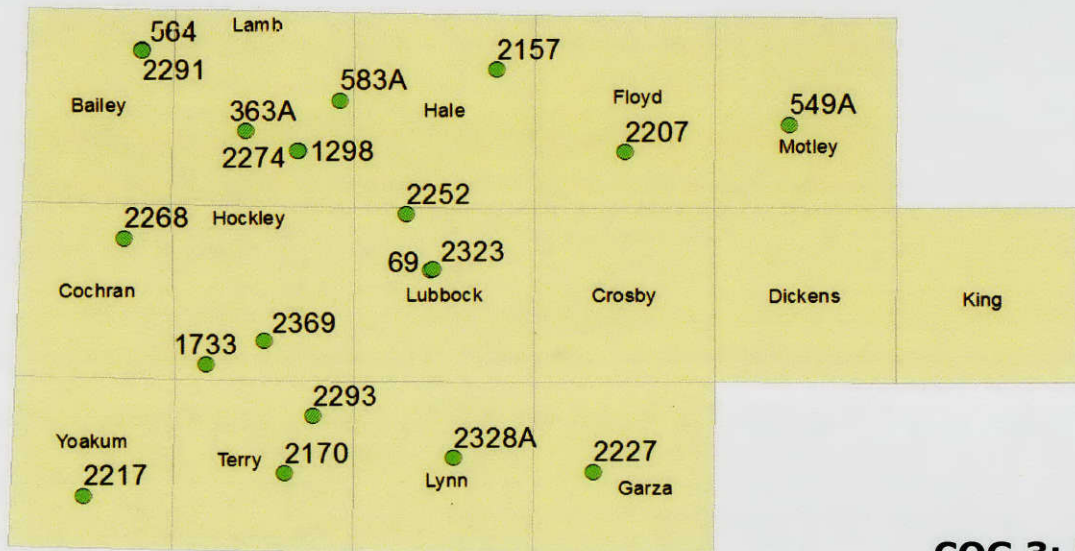 Lamb
564
2291
Bailey
363A
2274
1298
583A
Hale
2157
Floyd
2207
549A
Motley
2268
Cochran
Hockley
2252
69
2323
Lubbock
Crosby
Dickens
King
1733
2369
Yoakum
2217
Terry
2293
2170
2328A
Lynn
2227
Garza